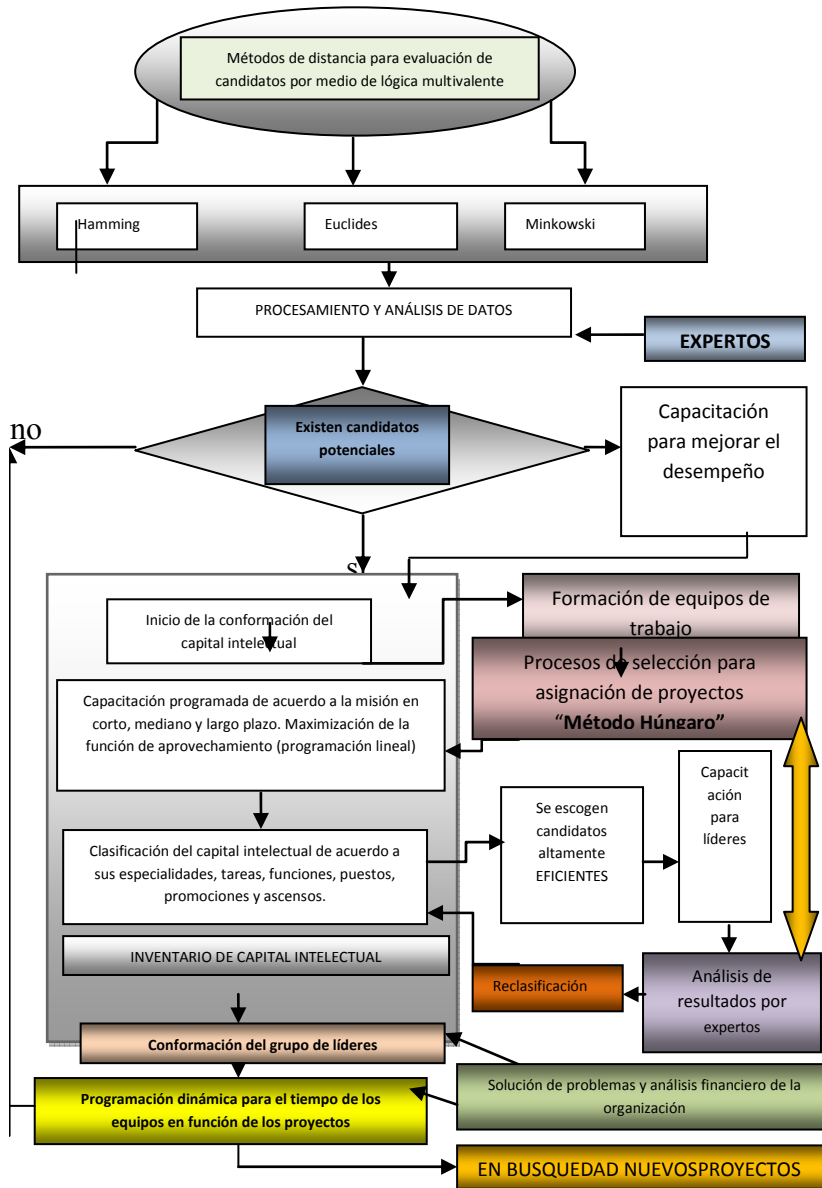 Métodos de distancia para evaluación de
candidatos por medio de lógica multivalente
Hamming
Euclides
Minkowski
PROCESAMIENTO Y ANÁLISIS DE DATOS
EXPERTOS
Existen candidatos
potenciales
no
Capacitación
para mejorar el
desempeño
s
Inicio de la conformación del
capital intelectual
Formación de equipos de
trabajo
Procesos de selección para
asignación de proyectos
“Método Húngaro”
Capacitación programada de acuerdo a la misión en
corto, mediano y largo plazo. Maximización de la
función de aprovechamiento (programación lineal)
Clasificación del capital intelectual de acuerdo a
sus especialidades, tareas, funciones, puestos,
promociones y ascensos.
Se escogen
candidatos
altamente
EFICIENTES
Capacit
ación
para
líderes
INVENTARIO DE CAPITAL INTELECTUAL
Reclasificación
Análisis de
resultados por
expertos
Conformación del grupo de líderes
Solución de problemas y análisis financiero de la
organización
Programación dinámica para el tiempo de los
equipos en función de los proyectos
EN BUSQUEDAD NUEVOSPROYECTOS